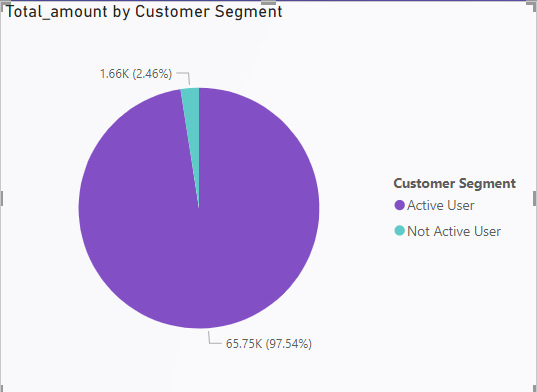 Total_amount by Customer Segment
1.66K (2.46%)
Customer Segment
Active User
Not Active User
65.75K (97.54%)